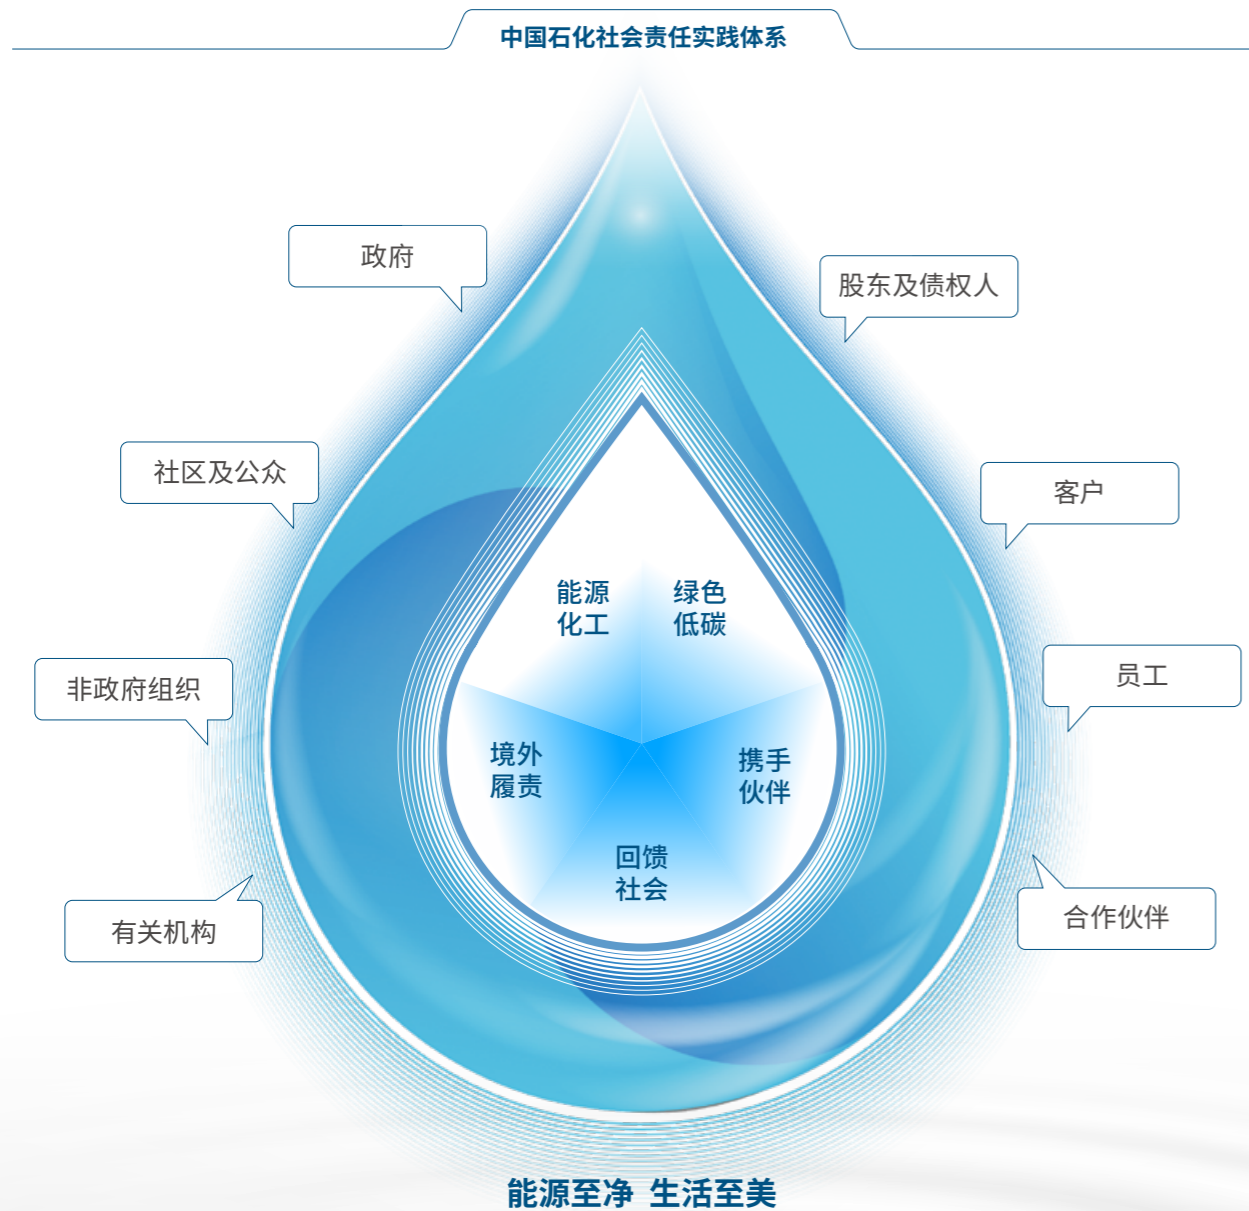 中国石化社会责任实践体系
政府
股东及债权人
社区及公众
客户
能源
化工
绿色
低碳
非政府组织
员工
境外
履责
携手
伙伴
回馈
社会
有关机构
合作伙伴
能源至净 生活至美